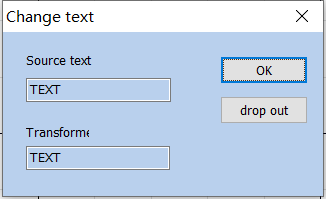 Change text
Source text
OK
TEXT
drop out
Transforme
TEXT